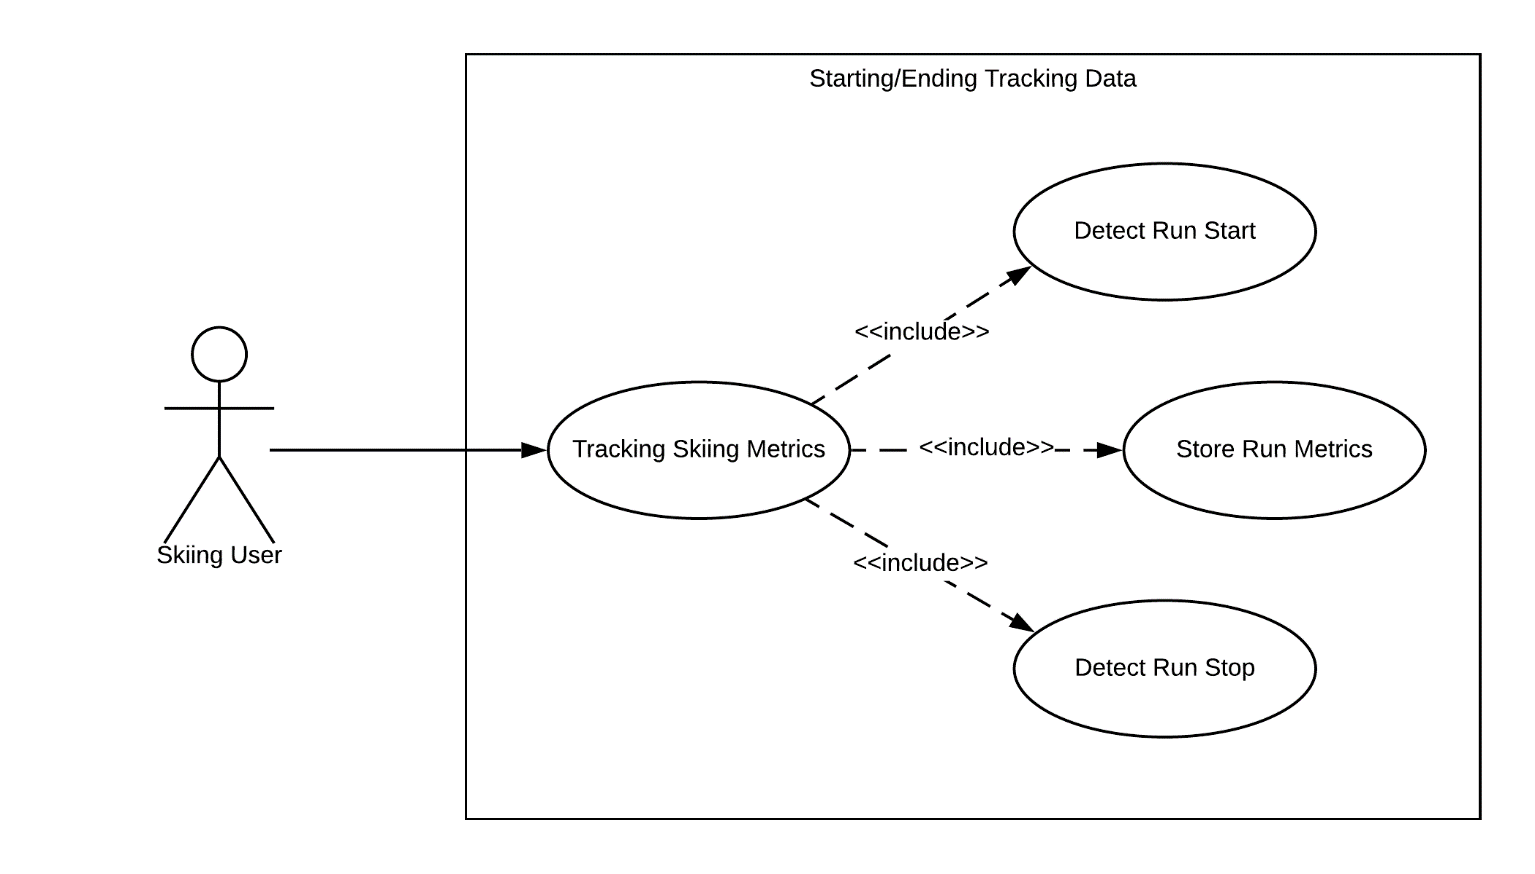 Starting/Ending Tracking Data
Detect Run Start
<<include>>
Tracking Skiing Metrics
<<include>>
Store Run Metrics
Skiing User
<<include>>
Detect Run Stop